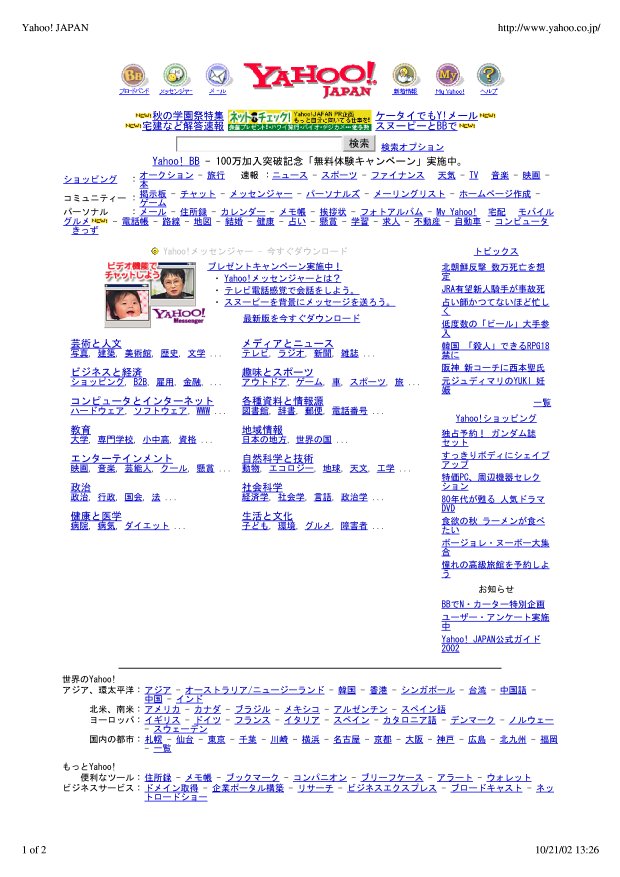 Yahoo! JAPAN
http://www.yahoo.co.jp/
ブロードバンド
メッセンジャー
メール
YAHOO! JAPAN
新着情報
My Yahoo!
ヘルプ
NEW! 秋の学園祭特集
ネットでチェック! Yahoo!JAPAN PR企画
ケータイでもY!メール NEW!
NEW! 宅建など解答速報
スヌーピーとBBで NEW!
検索 検索オプション
Yahoo! BB - 100万加入突破記念「無料体験キャンペーン」実施中。
ショッピング : オークション - 旅行 速報 : ニュース - スポーツ - ファイナンス 天気 - TV 音楽 - 映画 -
本
コミュニティー : 掲示板 - チャット - メッセンジャー - パーソナルズ - メーリングリスト - ホームページ作成 -
ゲーム
パーソナル : メール - 住所録 - カレンダー - メモ帳 - 挨拶状 - フォトアルバム - My Yahoo! 宅配 モバイル
グルメ NEW! - 電話帳 - 路線 - 地図 - 結婚 - 健康 - 占い - 懸賞 - 学習 - 求人 - 不動産 - 自動車 - コンピュータ
きっず
Yahoo!メッセンジャー - 今すぐダウンロード
ビデオ機能で
チャットしよう
YAHOO!
Messenger
プレゼントキャンペーン実施中！
・ Yahoo!メッセンジャーとは？
・ テレビ電話感覚で会話をしよう。
・ スヌーピーを背景にメッセージを送ろう。
最新版を今すぐダウンロード
芸術と人文
写真, 建築, 美術館, 歴史, 文学 ...
メディアとニュース
テレビ, ラジオ, 新聞, 雑誌 ...
ビジネスと経済
ショッピング, B2B, 雇用, 金融, ...
趣味とスポーツ
アウトドア, ゲーム, 車, スポーツ, 旅 ...
コンピュータとインターネット
ハードウェア, ソフトウェア, WWW ...
各種資料と情報源
図書館, 辞書, 郵便, 電話番号 ...
教育
大学, 専門学校, 小中高, 資格 ...
地域情報
日本の地方, 世界の国 ...
エンターテインメント
映画, 音楽, 芸能人, クール, 懸賞 ...
自然科学と技術
動物, エコロジー, 地球, 天文, 工学 ...
政治
政治, 行政, 国会, 法 ...
社会科学
経済学, 社会学, 言語, 政治学 ...
健康と医学
病院, 病気, ダイエット ...
生活と文化
子ども, 環境, グルメ, 障害者 ...
トピックス
北朝鮮反撃 数万死亡を想
定
JRA有望新人騎手が事故死
占い師かつてないほど忙し
く
低度数の「ビール」大手参
入
韓国 「殺人」できるRPG18
禁に
阪神 新コーチに西本聖氏
元ジュディマリのYUKI 妊
娠
一覧
Yahoo!ショッピング
独占予約！ ガンダム誌
セット
すっきりボディにシェイプ
アップ
特価PC、周辺機器セレク
ション
80年代が甦る 人気ドラマ
DVD
食欲の秋 ラーメンが食べ
たい
ボージョレ・ヌーボー大集
合
憧れの高級旅館を予約しよ
う
お知らせ
BBでN・カーター特別企画
ユーザー・アンケート実施
中
Yahoo! JAPAN公式ガイド
2002
世界のYahoo!
アジア、環太平洋 : アジア - オーストラリア/ニュージーランド - 韓国 - 香港 - シンガポール - 台湾 - 中国語 -
中国 - インド
北米、南米 : アメリカ - カナダ - ブラジル - メキシコ - アルゼンチン - スペイン語
ヨーロッパ : イギリス - ドイツ - フランス - イタリア - スペイン - カタロニア語 - デンマーク - ノルウェー
- スウェーデン
国内の都市 : 札幌 - 仙台 - 東京 - 千葉 - 川崎 - 横浜 - 名古屋 - 京都 - 大阪 - 神戸 - 広島 - 北九州 - 福岡
- 一覧
もっとYahoo!
便利なツール : 住所録 - メモ帳 - ブックマーク - コンパニオン - ブリーフケース - アラート - ウォレット
ビジネスサービス : ドメイン取得 - 企業ポータル構築 - リサーチ - ビジネスエクスプレス - ブロードキャスト - ネッ
トロードショー
1 of 2
10/21/02 13:26